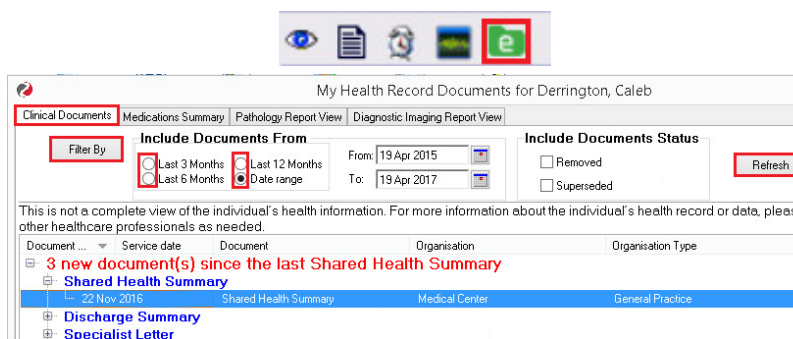 e
My Health Record Documents for Derrington, Caleb
Clinical Documents Medications Summary Pathology Report View Diagnostic Imaging Report View
Filter By Include Documents From Include Documents Status
Last 3 Months Last 12 Months From: 19 Apr 2015 Removed Refresh
Last 6 Months Date range To: 19 Apr 2017 Superseded
This is not a complete view of the individual's health information. For more information about the individual's health record or data, pleas
other healthcare professionals as needed.
Document ... Service date Document Organisation Organisation Type
3 new document(s) since the last Shared Health Summary
Shared Health Summary
22 Nov 2016 Shared Health Summary Medical Center General Practice
Discharge Summary
Specialist Letter